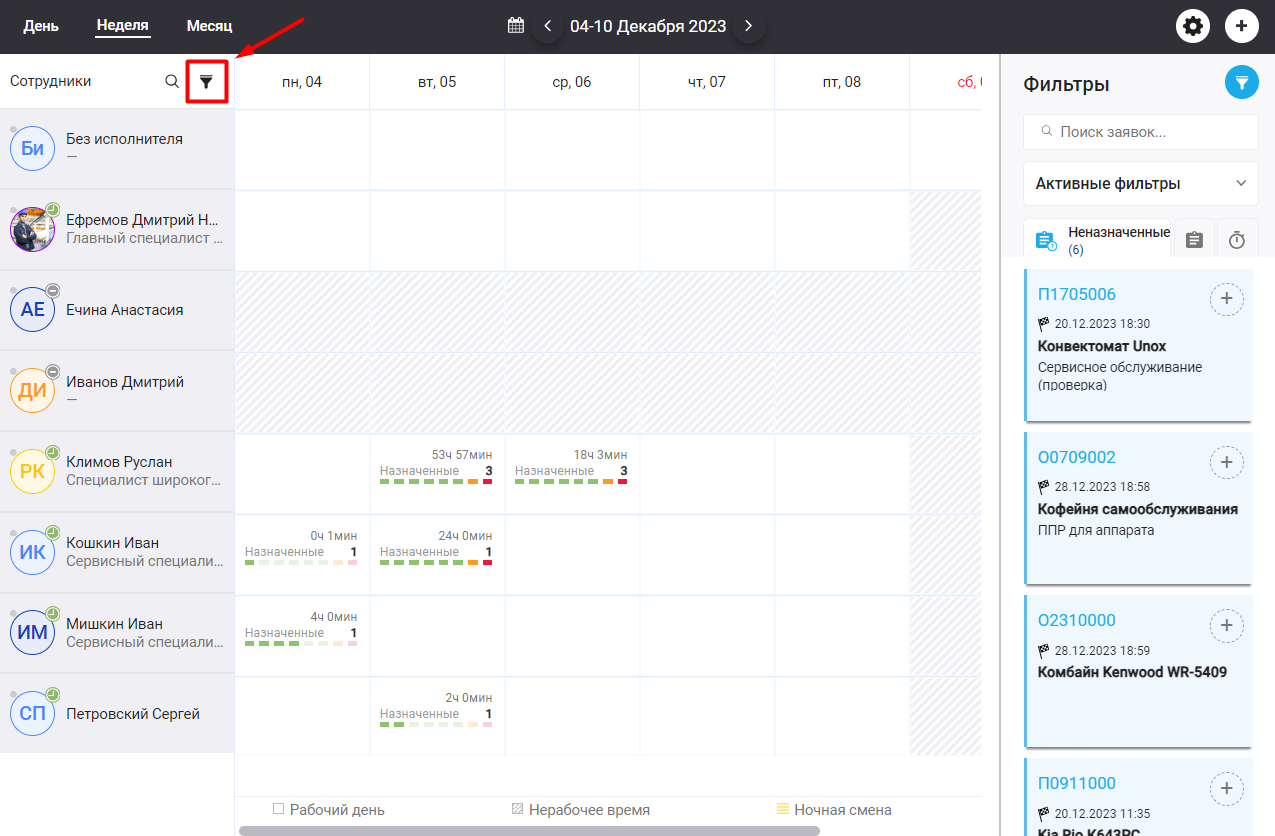 День Неделя Месяц 04-10 Декабря 2023
Сотрудники пн, 04 вт, 05 ср, 06 чт, 07 пт, 08 сб,
Би Без исполнителя
—
Ефремов Дмитрий Н...
Главный специалист ...
АЕ Ечина Анастасия
ДИ Иванов Дмитрий
—
РК Климов Руслан
Специалист широког...
53ч 57мин
Назначенные 3
18ч 3мин
Назначенные 3
ИК Кошкин Иван
Сервисный специали...
0ч 1мин
Назначенные 1
24ч 0мин
Назначенные 1
ИМ Мишкин Иван
Сервисный специали...
4ч 0мин
Назначенные 1
СП Петровский Сергей
2ч 0мин
Назначенные 1
Рабочий день Нерабочее время Ночная смена
Фильтры
Поиск заявок...
Активные фильтры
Неназначенные
(6)
П1705006
20.12.2023 18:30
Конвектомат Unox
Сервисное обслуживание
(проверка)
О0709002
28.12.2023 18:58
Кофейня самообслуживания
ППР для аппарата
О2310000
28.12.2023 18:59
Комбайн Kenwood WR-5409
П0911000
20.12.2023 11:35
Kia Rio К643РС